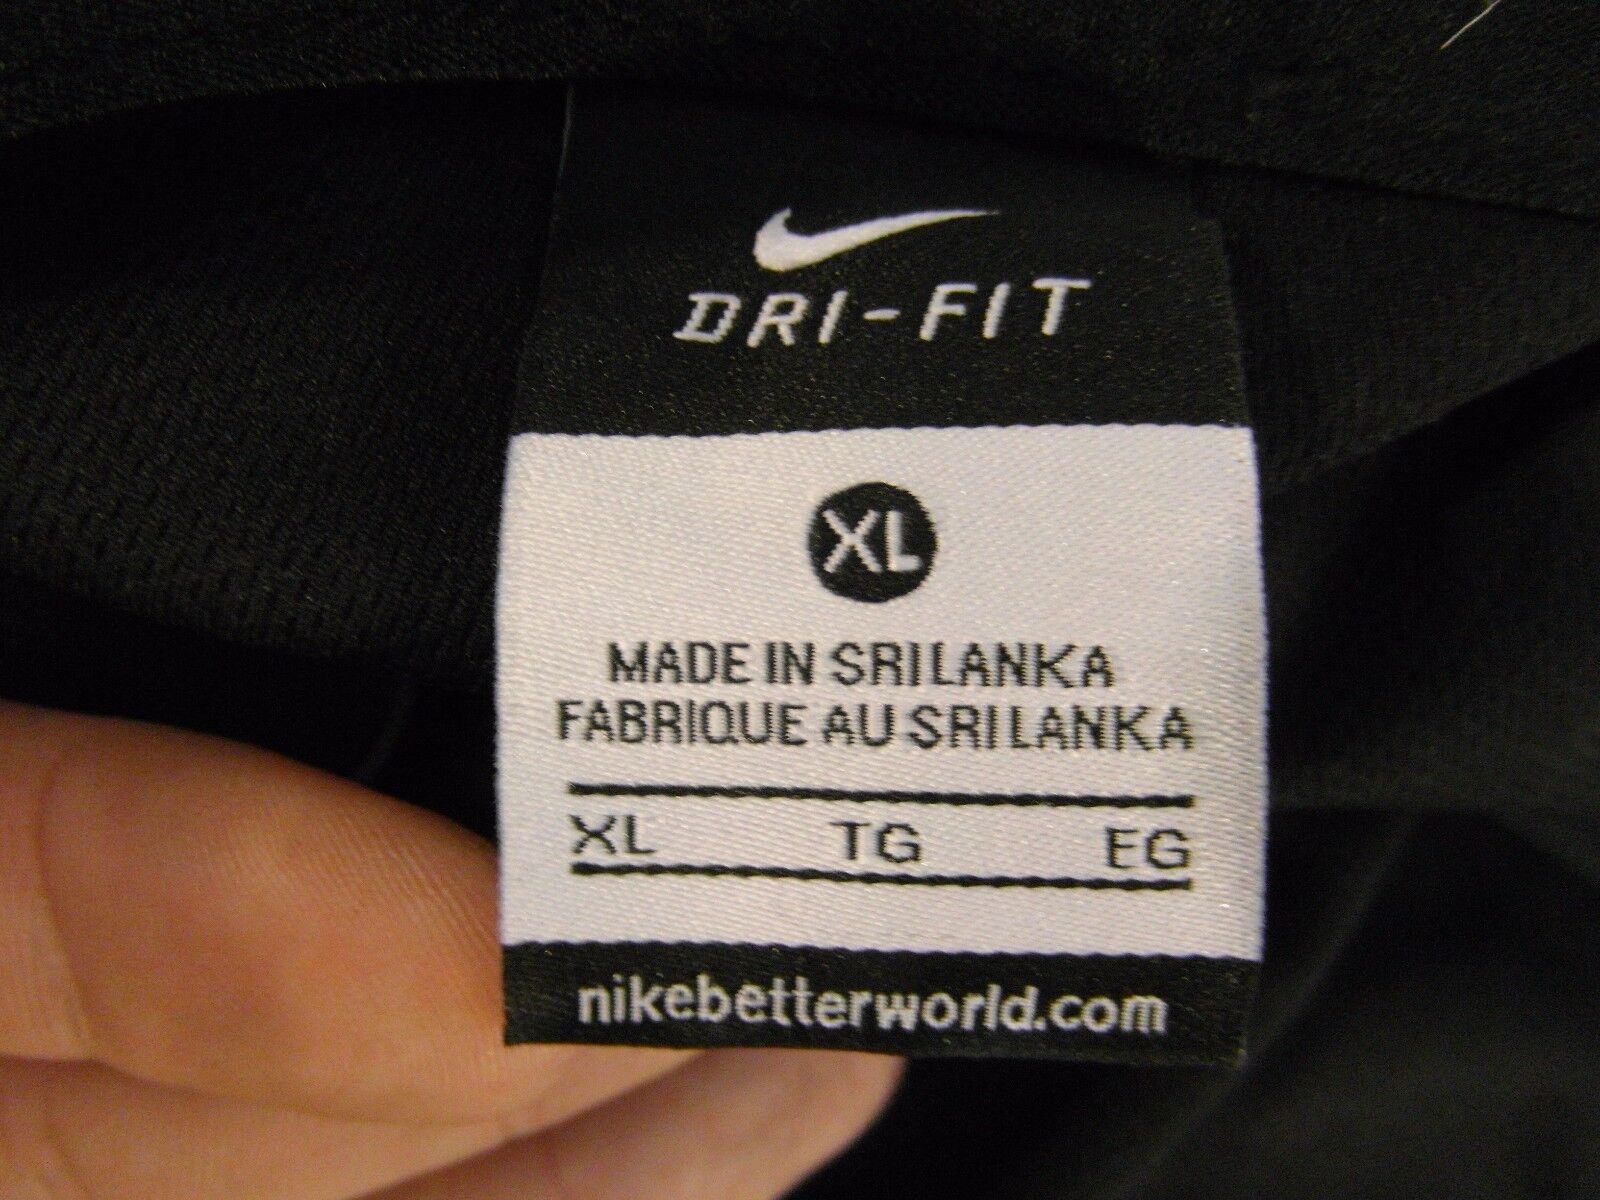 DRI-FIT
XL
MADE IN SRI LANKA
FABRIQUE AU SRI LANKA
XL TG EG
nikebetterworld.com